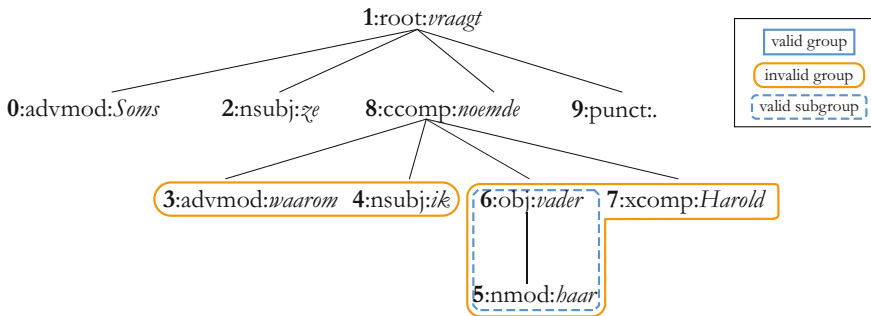 1:root:vraagt
valid group
invalid group
valid subgroup
0:advmod:Soms 2:nsubj:ze 8:ccomp:noemde 9:punct:.
3:advmod:waarom 4:nsubj:ik 6:obj:vader 7:xcomp:Harold
5:nmod:haar